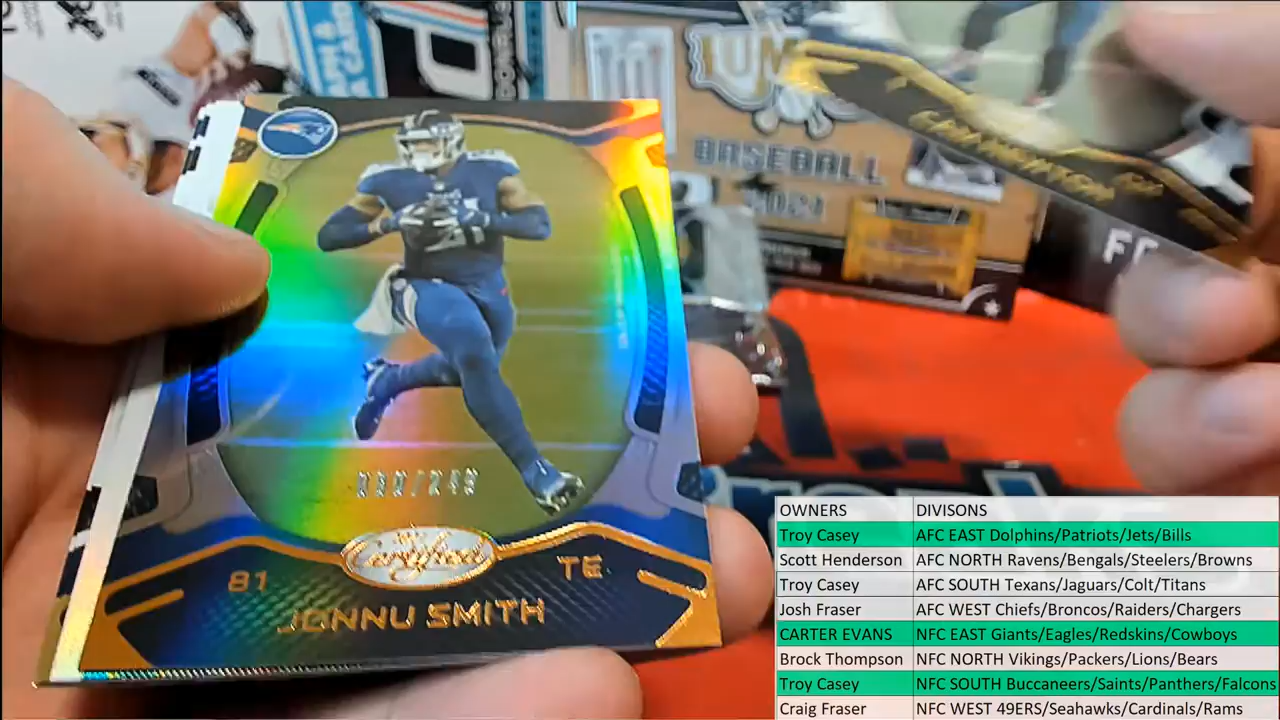 BASEBALL
2021
Certified
81
TE
JONNU SMITH
OWNERS DIVISONS
Troy Casey AFC EAST Dolphins/Patriots/Jets/Bills
Scott Henderson AFC NORTH Ravens/Bengals/Steelers/Browns
Troy Casey AFC SOUTH Texans/Jaguars/Colt/Titans
Josh Fraser AFC WEST Chiefs/Broncos/Raiders/Chargers
CARTER EVANS NFC EAST Giants/Eagles/Redskins/Cowboys
Brock Thompson NFC NORTH Vikings/Packers/Lions/Bears
Troy Casey NFC SOUTH Buccaneers/Saints/Panthers/Falcons
Craig Fraser NFC WEST 49ERS/Seahawks/Cardinals/Rams